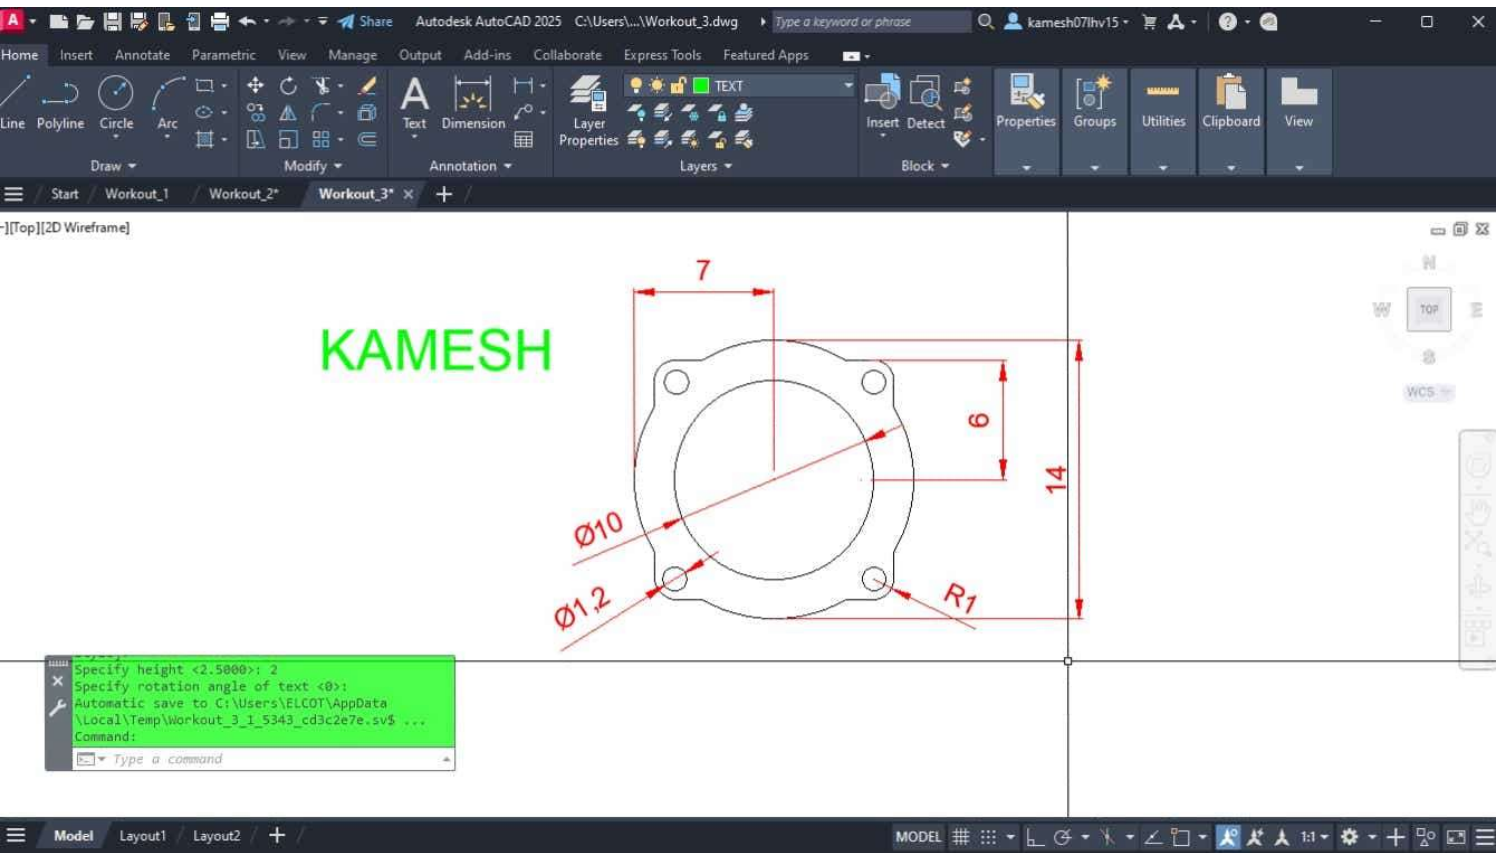 A Share Autodesk AutoCAD 2025 C:\Users\...\Workout_3.dwg Type a keyword or phrase kamesh07lhv15
Home Insert Annotate Parametric View Manage Output Add-ins Collaborate Express Tools Featured Apps
TEXT
Line Polyline Circle Arc Text Dimension Layer Properties Insert Detect Properties Groups Utilities Clipboard View
Draw Modify Annotation Layers Block
Start Workout_1 Workout_2* Workout_3*
-][Top][2D Wireframe]
N
W TOP E
S
WCS
7
KAMESH
6
14
Ø10
Ø1,2
R1
Specify height <2.5000>: 2
Specify rotation angle of text <0>:
Automatic save to C:\Users\ELCOT\AppData
\Local\Temp\Workout_3_1_5343_cd3c2e7e.sv$ ...
Command:
Type a command
Model Layout1 Layout2 MODEL 1:1